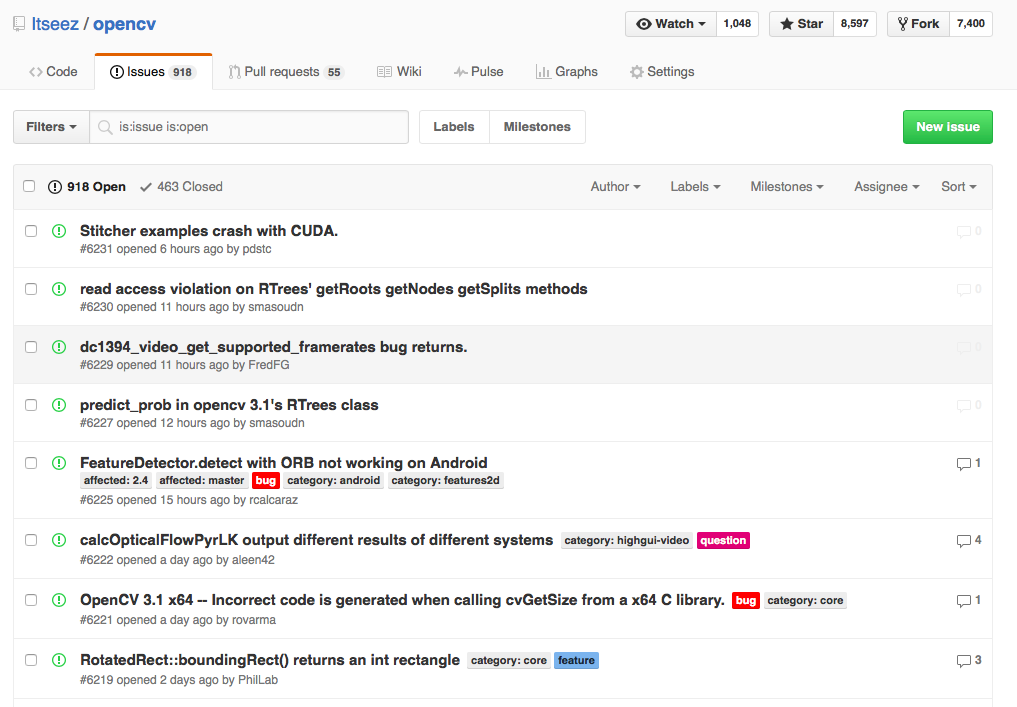 Itseez / opencv
Watch 1,048 Star 8,597 Fork 7,400
Code Issues 918 Pull requests 55 Wiki Pulse Graphs Settings
Filters is:issue is:open Labels Milestones New issue
918 Open 463 Closed Author Labels Milestones Assignee Sort
Stitcher examples crash with CUDA. 0
#6231 opened 6 hours ago by pdstc
read access violation on RTrees' getRoots getNodes getSplits methods 0
#6230 opened 11 hours ago by smasoudn
dc1394_video_get_supported_framerates bug returns. 0
#6229 opened 11 hours ago by FredFG
predict_prob in opencv 3.1's RTrees class 0
#6227 opened 12 hours ago by smasoudn
FeatureDetector.detect with ORB not working on Android 1
affected: 2.4 affected: master bug category: android category: features2d
#6225 opened 15 hours ago by rcalcaraz
calcOpticalFlowPyrLK output different results of different systems category: highgui-video question 4
#6222 opened a day ago by aleen42
OpenCV 3.1 x64 -- Incorrect code is generated when calling cvGetSize from a x64 C library. bug category: core 1
#6221 opened a day ago by rovarma
RotatedRect::boundingRect() returns an int rectangle category: core feature 3
#6219 opened 2 days ago by PhilLab